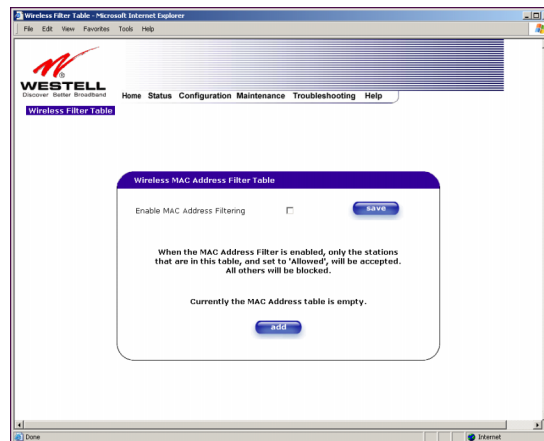 Wireless Filter Table - Microsoft Internet Explorer
File Edit View Favorites Tools Help
WESTELL
Discover Better Broadband
Home Status Configuration Maintenance Troubleshooting Help
Wireless Filter Table
Wireless MAC Address Filter Table
Enable MAC Address Filtering
save
When the MAC Address Filter is enabled, only the stations
that are in this table, and set to 'Allowed', will be accepted.
All others will be blocked.
Currently the MAC Address table is empty.
add
Done
Internet